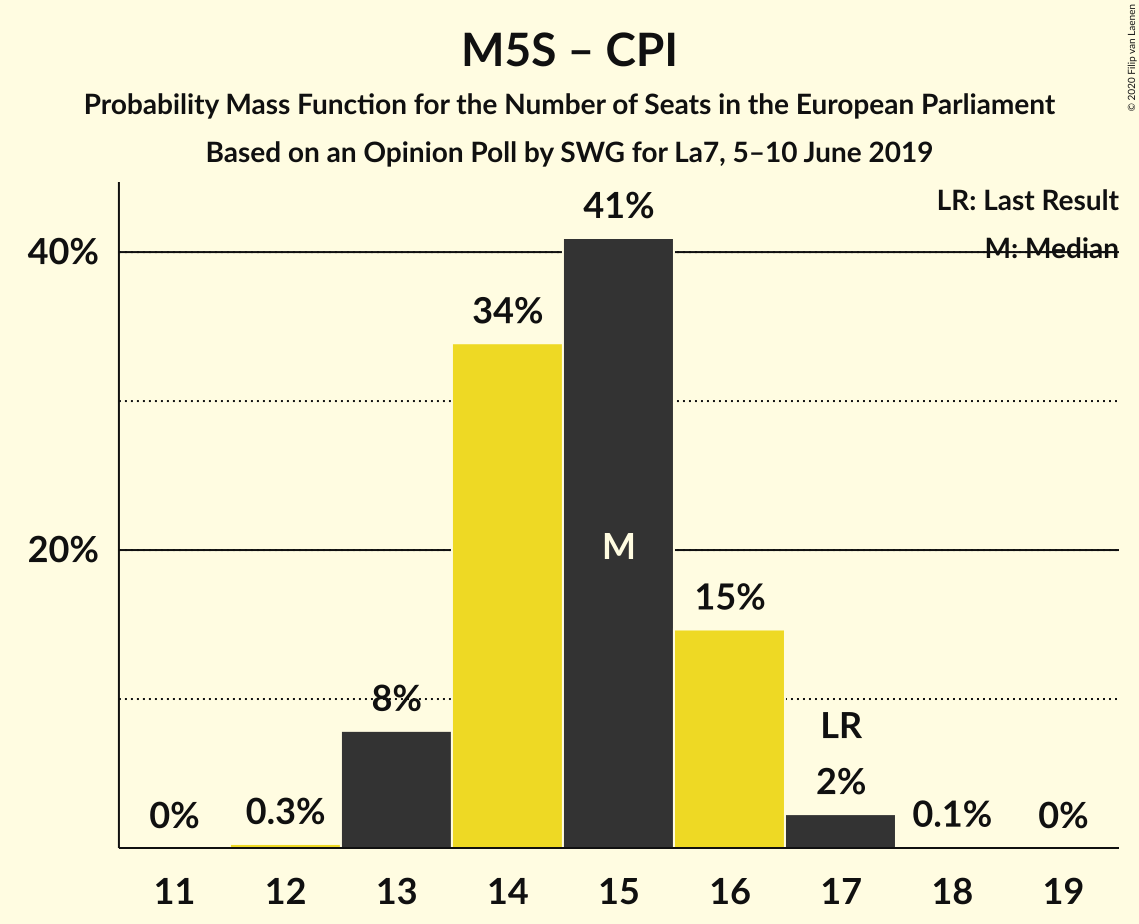 M5S – CPI
Probability Mass Function for the Number of Seats in the European Parliament
Based on an Opinion Poll by SWG for La7, 5–10 June 2019
© 2020 Filip van Laenen
LR: Last Result
M: Median
41%
40%
34%
M
20%
15%
8%
LR
2%
0%
0.3%
0.1%
0%
11 12 13 14 15 16 17 18 19